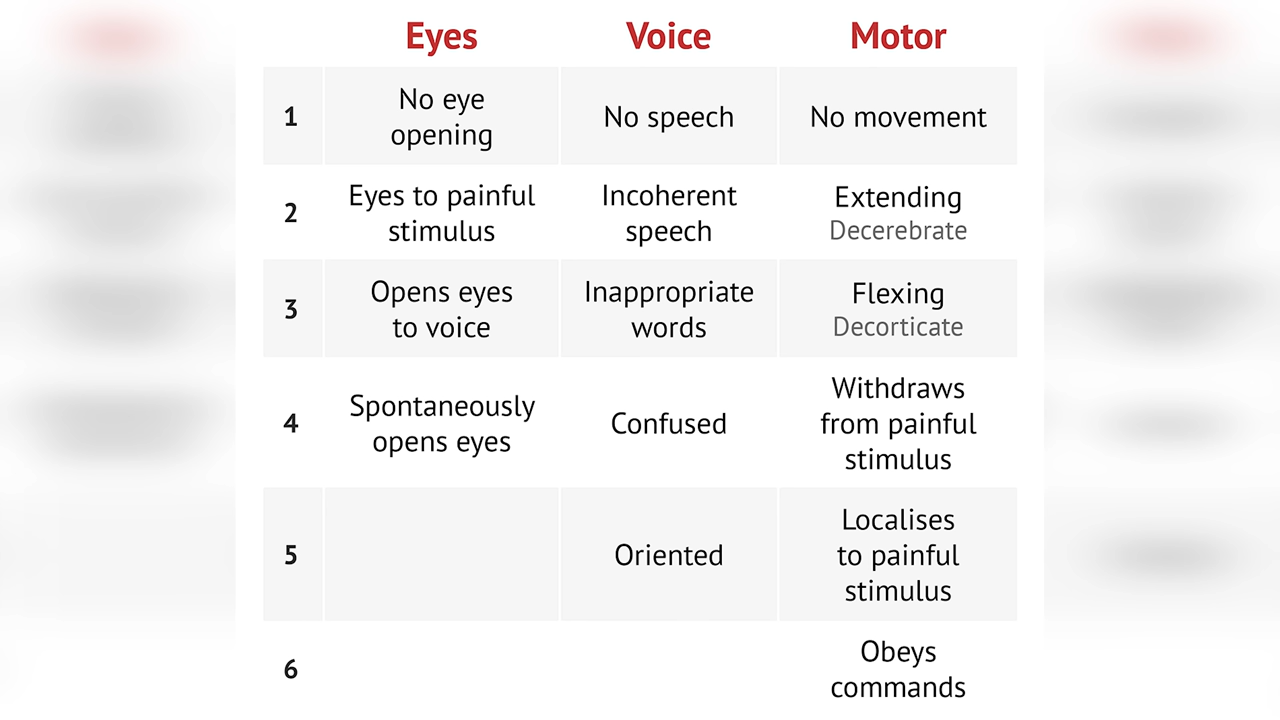 Eyes Voice Motor
1
No eye
opening
No speech
No movement
2
Eyes to painful
stimulus
Incoherent
speech
Extending
Decerebrate
3
Opens eyes
to voice
Inappropriate
words
Flexing
Decorticate
4
Spontaneously
opens eyes
Confused
Withdraws
from painful
stimulus
5
Oriented
Localises
to painful
stimulus
6
Obeys
commands